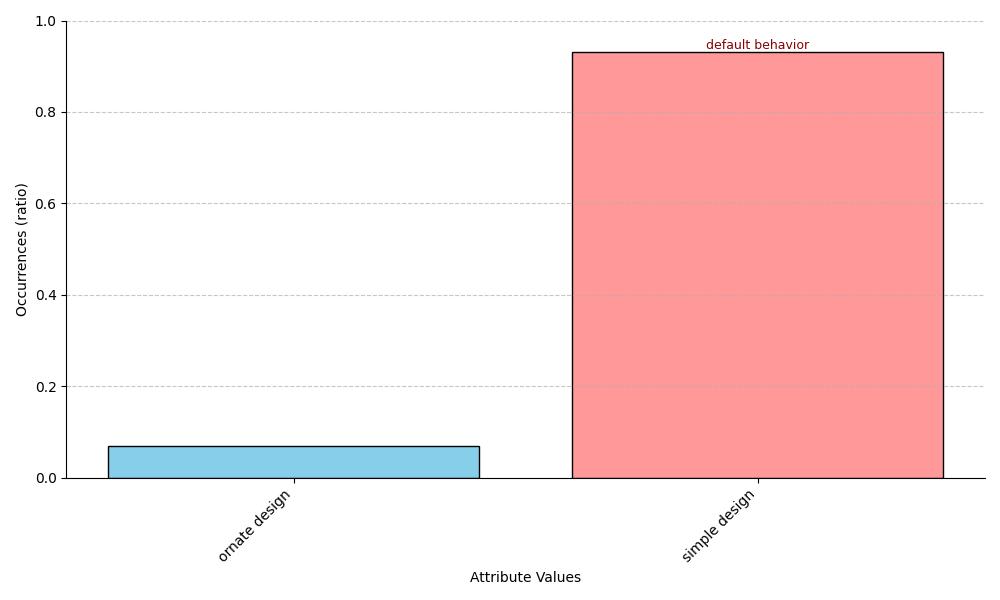 1.0
default behavior
0.8
0.6
0.4
0.2
0.0
Occurrences (ratio)
ornate design
simple design
Attribute Values